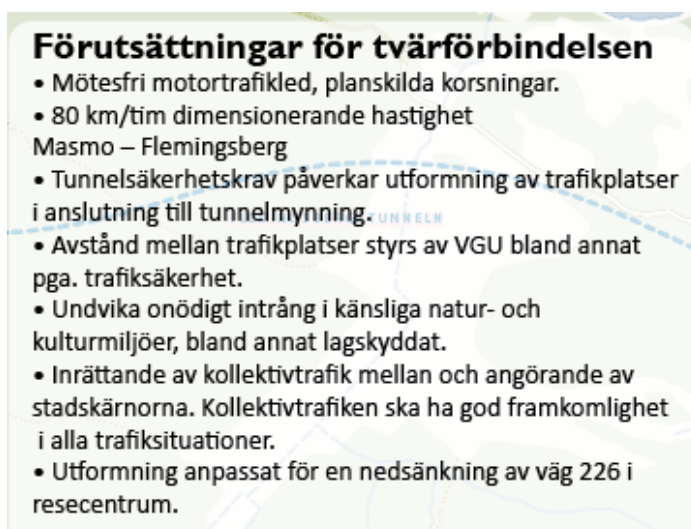 Förutsättningar för tvärförbindelsen
• Mötesfri motortrafikled, planskilda korsningar.
• 80 km/tim dimensionerande hastighet
Masmo – Flemingsberg
• Tunnelsäkerhetskrav påverkar utformning av trafikplatser
i anslutning till tunnelmynning.
TUNNELN
• Avstånd mellan trafikplatser styrs av VGU bland annat
pga. trafiksäkerhet.
• Undvika onödigt intrång i känsliga natur- och
kulturmiljöer, bland annat lagskyddat.
• Inrättande av kollektivtrafik mellan och angörande av
stadskärnorna. Kollektivtrafiken ska ha god framkomlighet
i alla trafiksituationer.
• Utformning anpassat för en nedsänkning av väg 226 i
resecentrum.